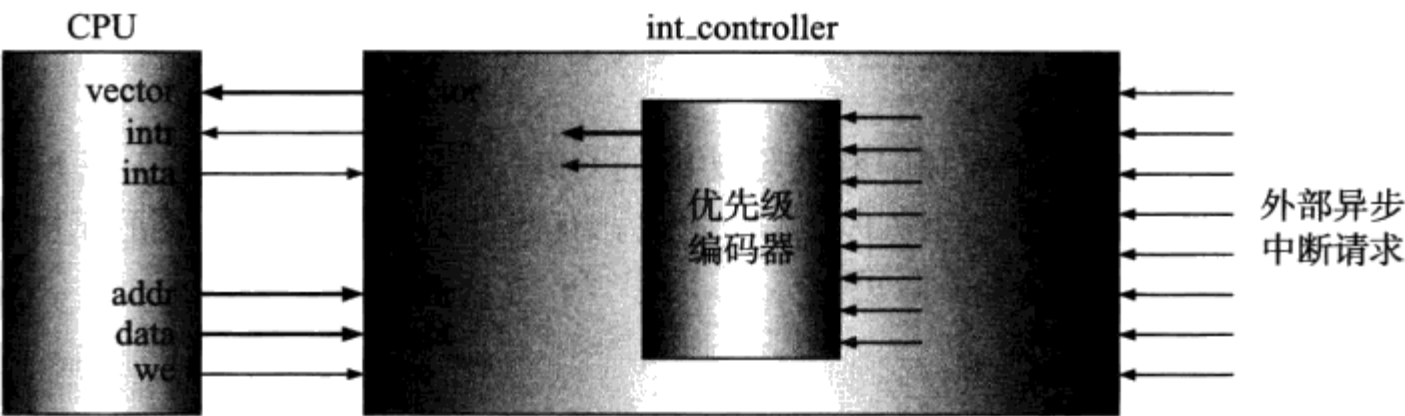 CPU
int_controller
vector
intr
inta
addr
data
we
优先级
编码器
外部异步
中断请求